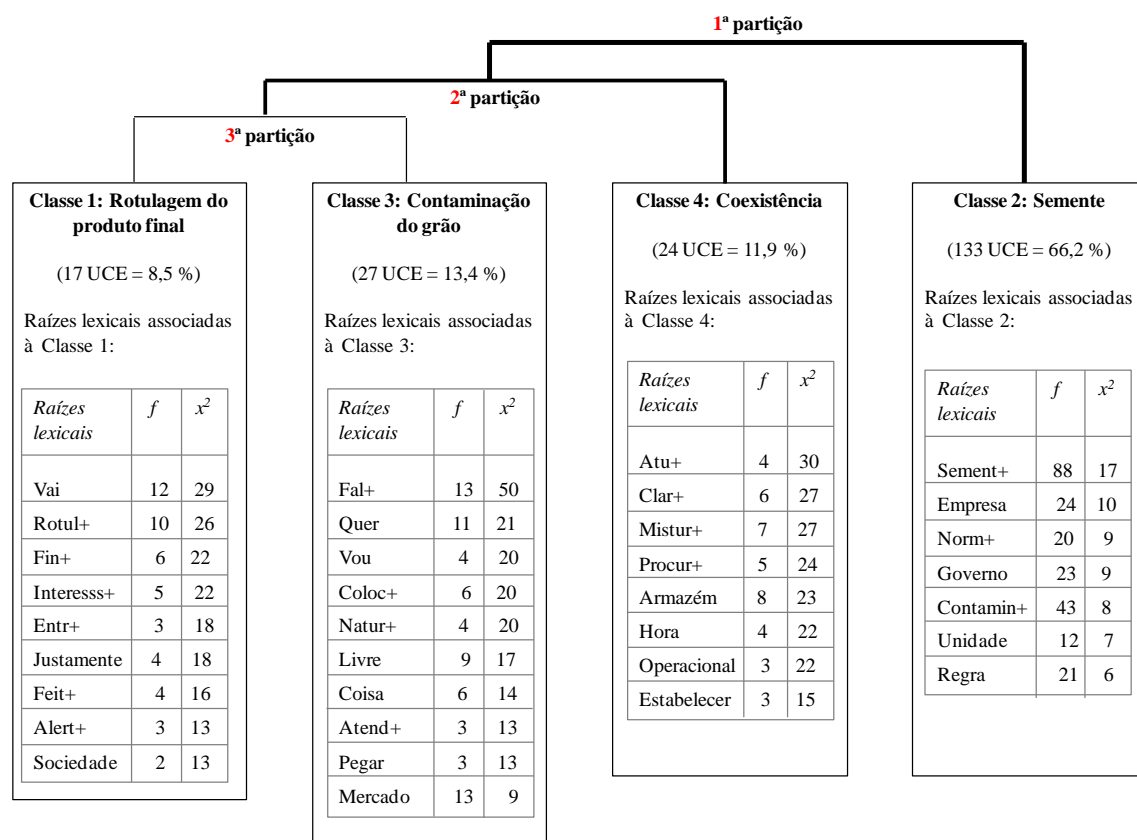 1ª partição
2ª partição
3ª partição
Classe 1: Rotulagem do
produto final
(17 UCE = 8,5 %)
Raízes lexicais associadas
à Classe 1:
Raízes
lexicais f x²
Vai 12 29
Rotul+ 10 26
Fin+ 6 22
Interesss+ 5 22
Entr+ 3 18
Justamente 4 18
Feit+ 4 16
Alert+ 3 13
Sociedade 2 13
Classe 3: Contaminação
do grão
(27 UCE = 13,4 %)
Raízes lexicais associadas
à Classe 3:
Raízes
lexicais f x²
Fal+ 13 50
Quer 11 21
Vou 4 20
Coloc+ 6 20
Natur+ 4 20
Livre 9 17
Coisa 6 14
Atend+ 3 13
Pegar 3 13
Mercado 13 9
Classe 4: Coexistência
(24 UCE = 11,9 %)
Raízes lexicais associadas
à Classe 4:
Raízes
lexicais f x²
Atu+ 4 30
Clar+ 6 27
Mistur+ 7 27
Procur+ 5 24
Armazém 8 23
Hora 4 22
Operacional 3 22
Estabelecer 3 15
Classe 2: Semente
(133 UCE = 66,2 %)
Raízes lexicais associadas
à Classe 2:
Raízes
lexicais f x²
Sement+ 88 17
Empresa 24 10
Norm+ 20 9
Governo 23 9
Contamin+ 43 8
Unidade 12 7
Regra 21 6